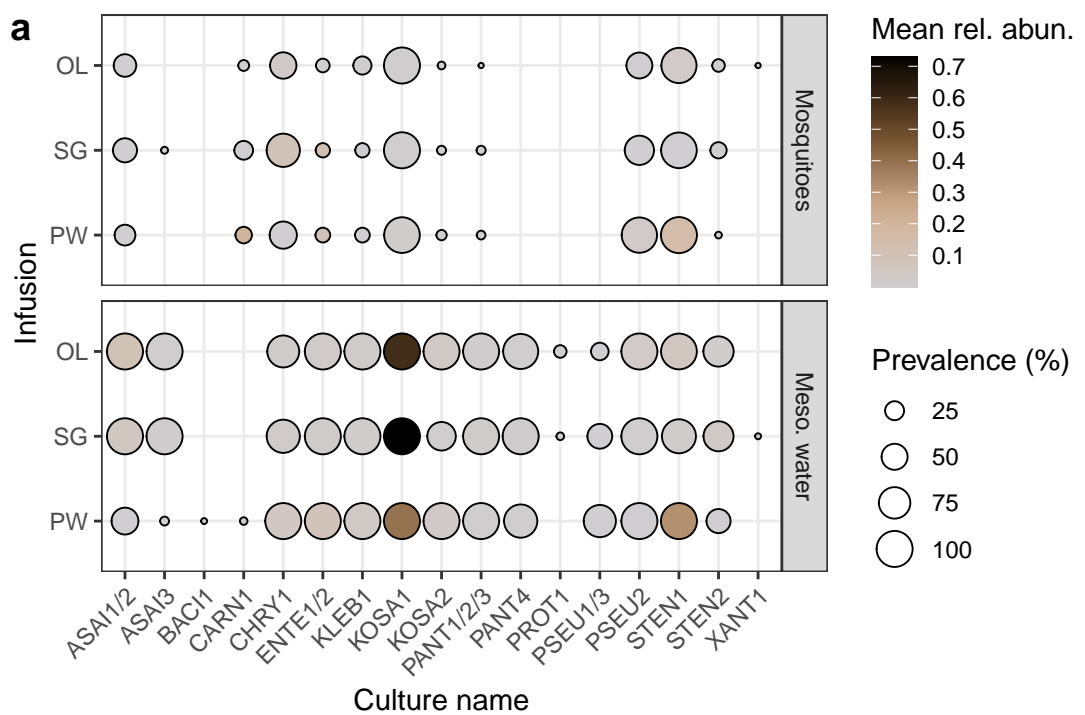 a
Infusion
OL
SG
PW
Mosquitoes
OL
SG
PW
Meso. water
ASAI1/2
ASAI3
BACI1
CARN1
CHRY1
ENTE1/2
KLEB1
KOSA1
KOSA2
PANT1/2/3
PANT4
PROT1
PSEU1/3
PSEU2
STEN1
STEN2
XANT1
Culture name
Mean rel. abun.
0.7
0.6
0.5
0.4
0.3
0.2
0.1
Prevalence (%)
25
50
75
100